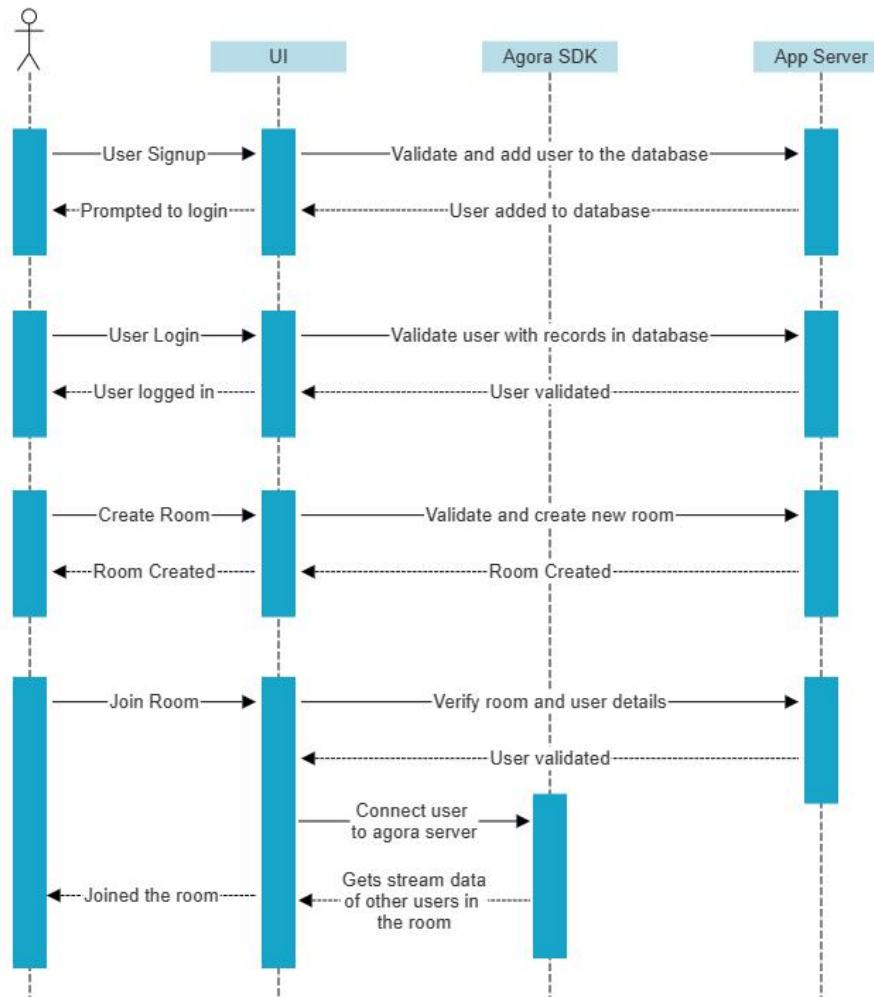 UI
Agora SDK
App Server
User Signup
Validate and add user to the database
Prompted to login
User added to database
User Login
Validate user with records in database
User logged in
User validated
Create Room
Validate and create new room
Room Created
Room Created
Join Room
Verify room and user details
User validated
Connect user
to agora server
Joined the room
Gets stream data
of other users in
the room